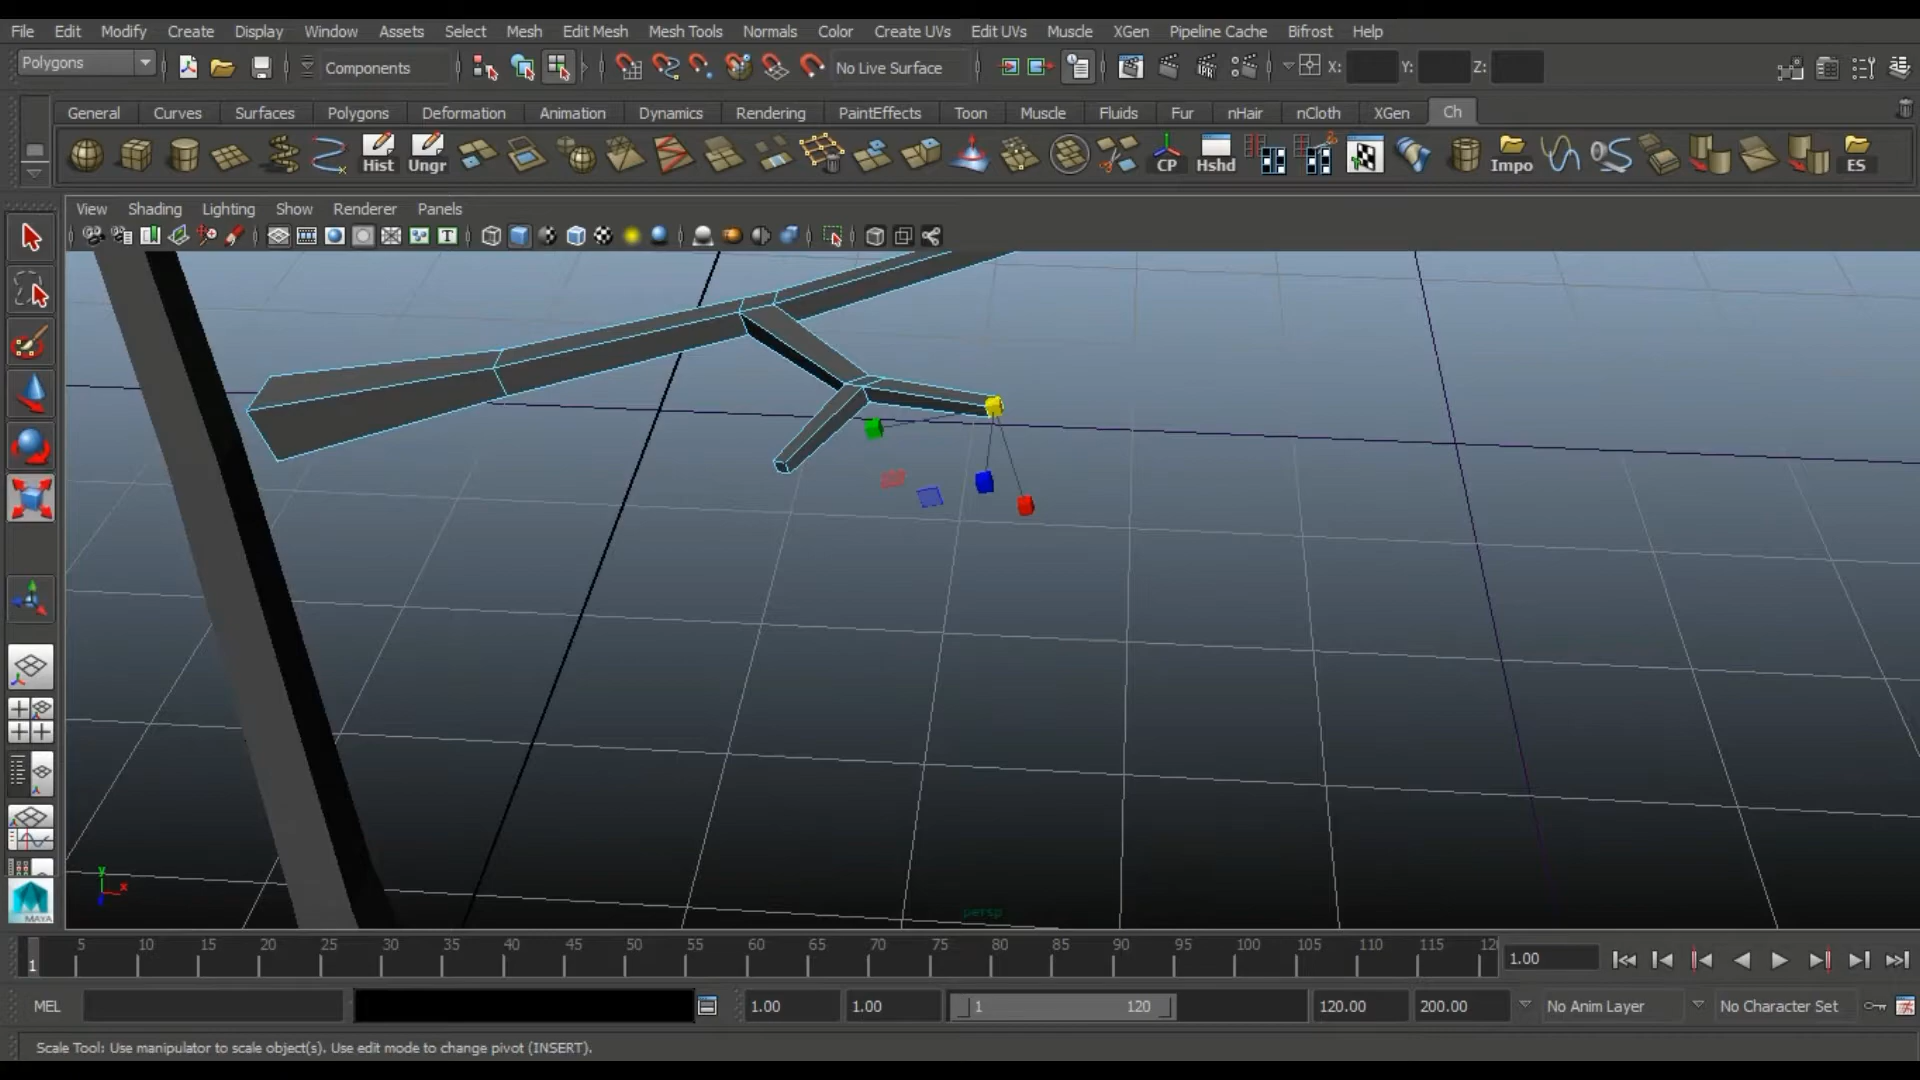 File Edit Modify Create Display Window Assets Select Mesh Edit Mesh Mesh Tools Normals Color Create UVs Edit UVs Muscle XGen Pipeline Cache Bifrost Help
Polygons Components No Live Surface X: Y: Z:
General Curves Surfaces Polygons Deformation Animation Dynamics Rendering PaintEffects Toon Muscle Fluids Fur nHair nCloth XGen Ch
Hist Ungr CP Hshd Impo ES
View Shading Lighting Show Renderer Panels
T
y x
persp
MAYA
5 10 15 20 25 30 35 40 45 50 55 60 65 70 75 80 85 90 95 100 105 110 115 12
1 1.00
MEL 1.00 1.00 1 120 120.00 200.00 No Anim Layer No Character Set
Scale Tool: Use manipulator to scale object(s). Use edit mode to change pivot (INSERT).